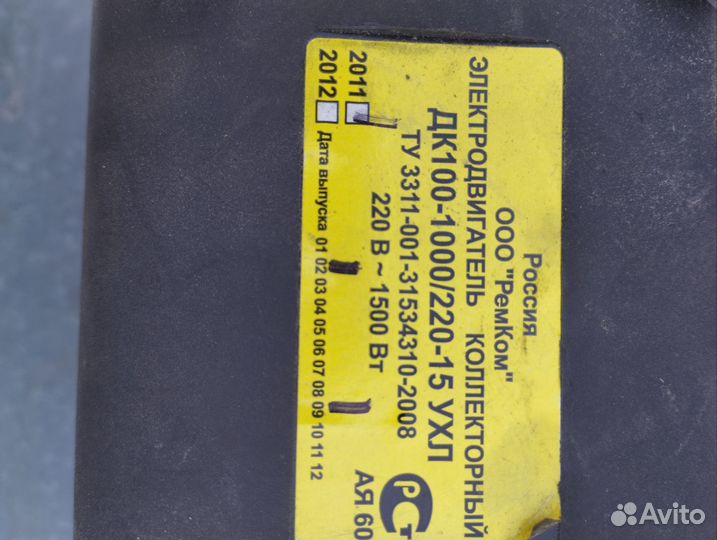 Россия
ООО "РемКом"
ЭЛЕКТРОДВИГАТЕЛЬ КОЛЛЕКТОРНЫЙ
ДК100-1000/220-15 УХЛ
ТУ 3311-001-31534310-2008
220 В ~ 1500 Вт
РСТ
АЯ 60
2011
2012 Дата выпуска 01 02 03 04 05 06 07 08 09 10 11 12
Avito